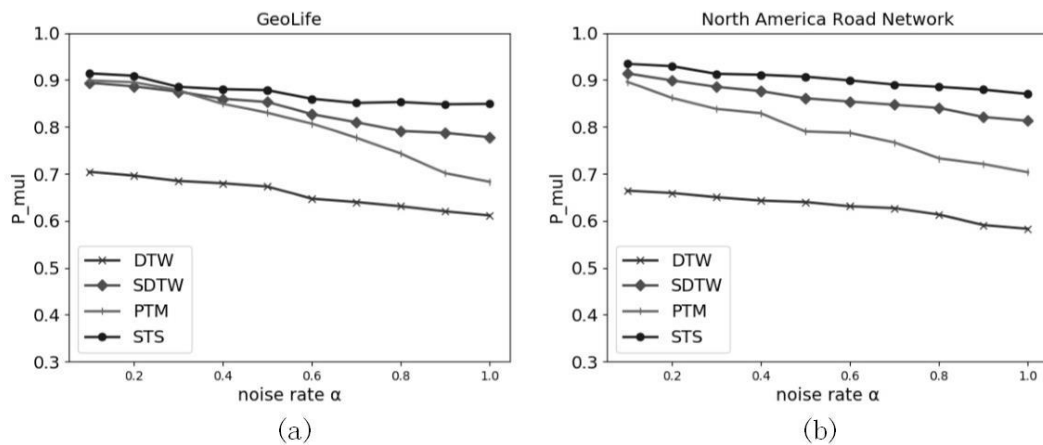 GeoLife
1.0
0.9
0.8
0.7
0.6
0.5
0.4
0.3
P_mul
DTW
SDTW
PTM
STS
0.2 0.4 0.6 0.8 1.0
noise rate α
(a)
North America Road Network
1.0
0.9
0.8
0.7
0.6
0.5
0.4
0.3
P_mul
DTW
SDTW
PTM
STS
0.2 0.4 0.6 0.8 1.0
noise rate α
(b)